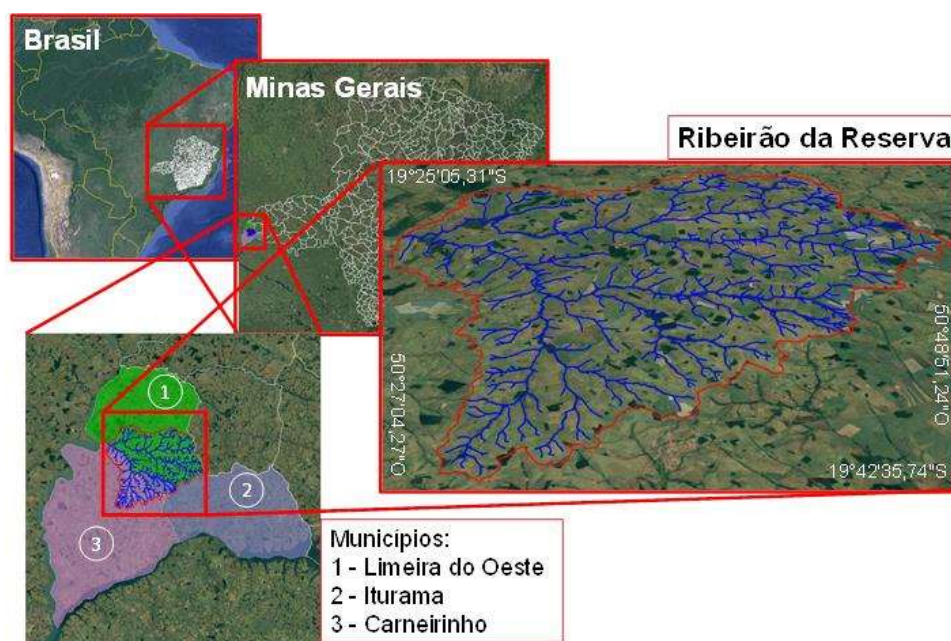 Brasil
Minas Gerais
Ribeirão da Reserva
19°25'05,31"S
50°27'04,27"O
50°48'51,24"O
19°42'35,74"S
1
2
3
Municípios:
1 - Limeira do Oeste
2 - Iturama
3 - Carneirinho